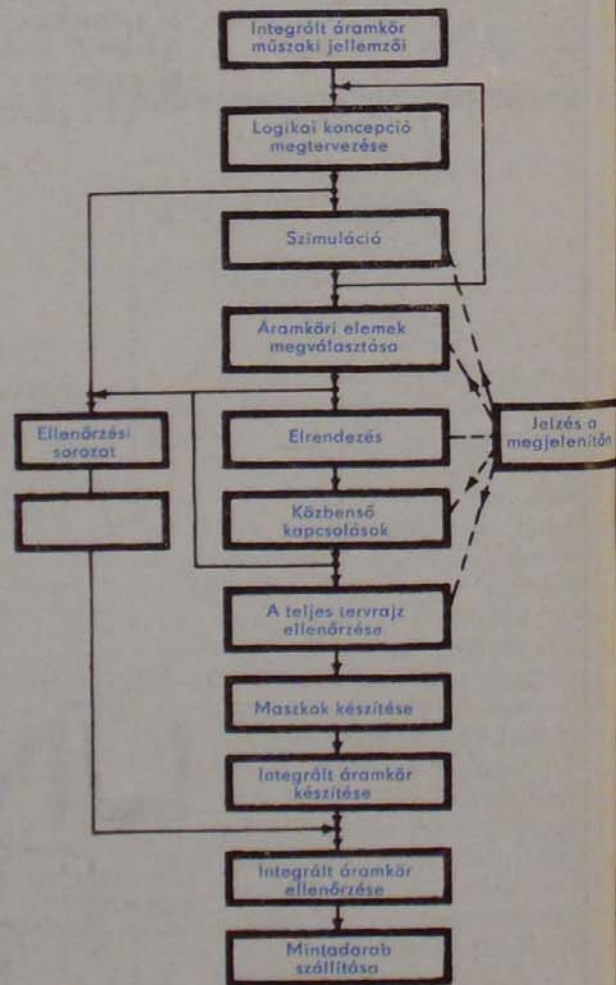 Integrált áramkör
műszaki jellemzői
Logikai koncepció
megtervezése
Szimuláció
Áramköri elemek
megválasztása
Ellenőrzési
sorozat
Elrendezés
Jelzés a
megjelenítőn
Közbenső
kapcsolások
A teljes tervrajz
ellenőrzése
Maszkok készítése
Integrált áramkör
készítése
Integrált áramkör
ellenőrzése
Mintadarab
szállítása